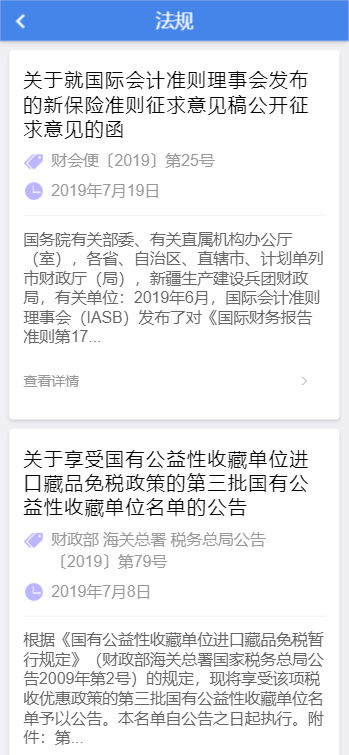 法规
关于就国际会计准则理事会发布
的新保险准则征求意见稿公开征
求意见的函
财会便〔2019〕第25号
2019年7月19日
国务院有关部委、有关直属机构办公厅
（室），各省、自治区、直辖市、计划单列
市财政厅（局），新疆生产建设兵团财政
局，有关单位：2019年6月，国际会计准则
理事会（IASB）发布了对《国际财务报告
准则第17...
查看详情
关于享受国有公益性收藏单位进
口藏品免税政策的第三批国有公
益性收藏单位名单的公告
财政部 海关总署 税务总局公告
〔2019〕第79号
2019年7月8日
根据《国有公益性收藏单位进口藏品免税暂
行规定》（财政部海关总署国家税务总局公
告2009年第2号）的规定，现将享受该项税
收优惠政策的第三批国有公益性收藏单位名
单予以公告。本名单自公告之日起执行。附
件：第...